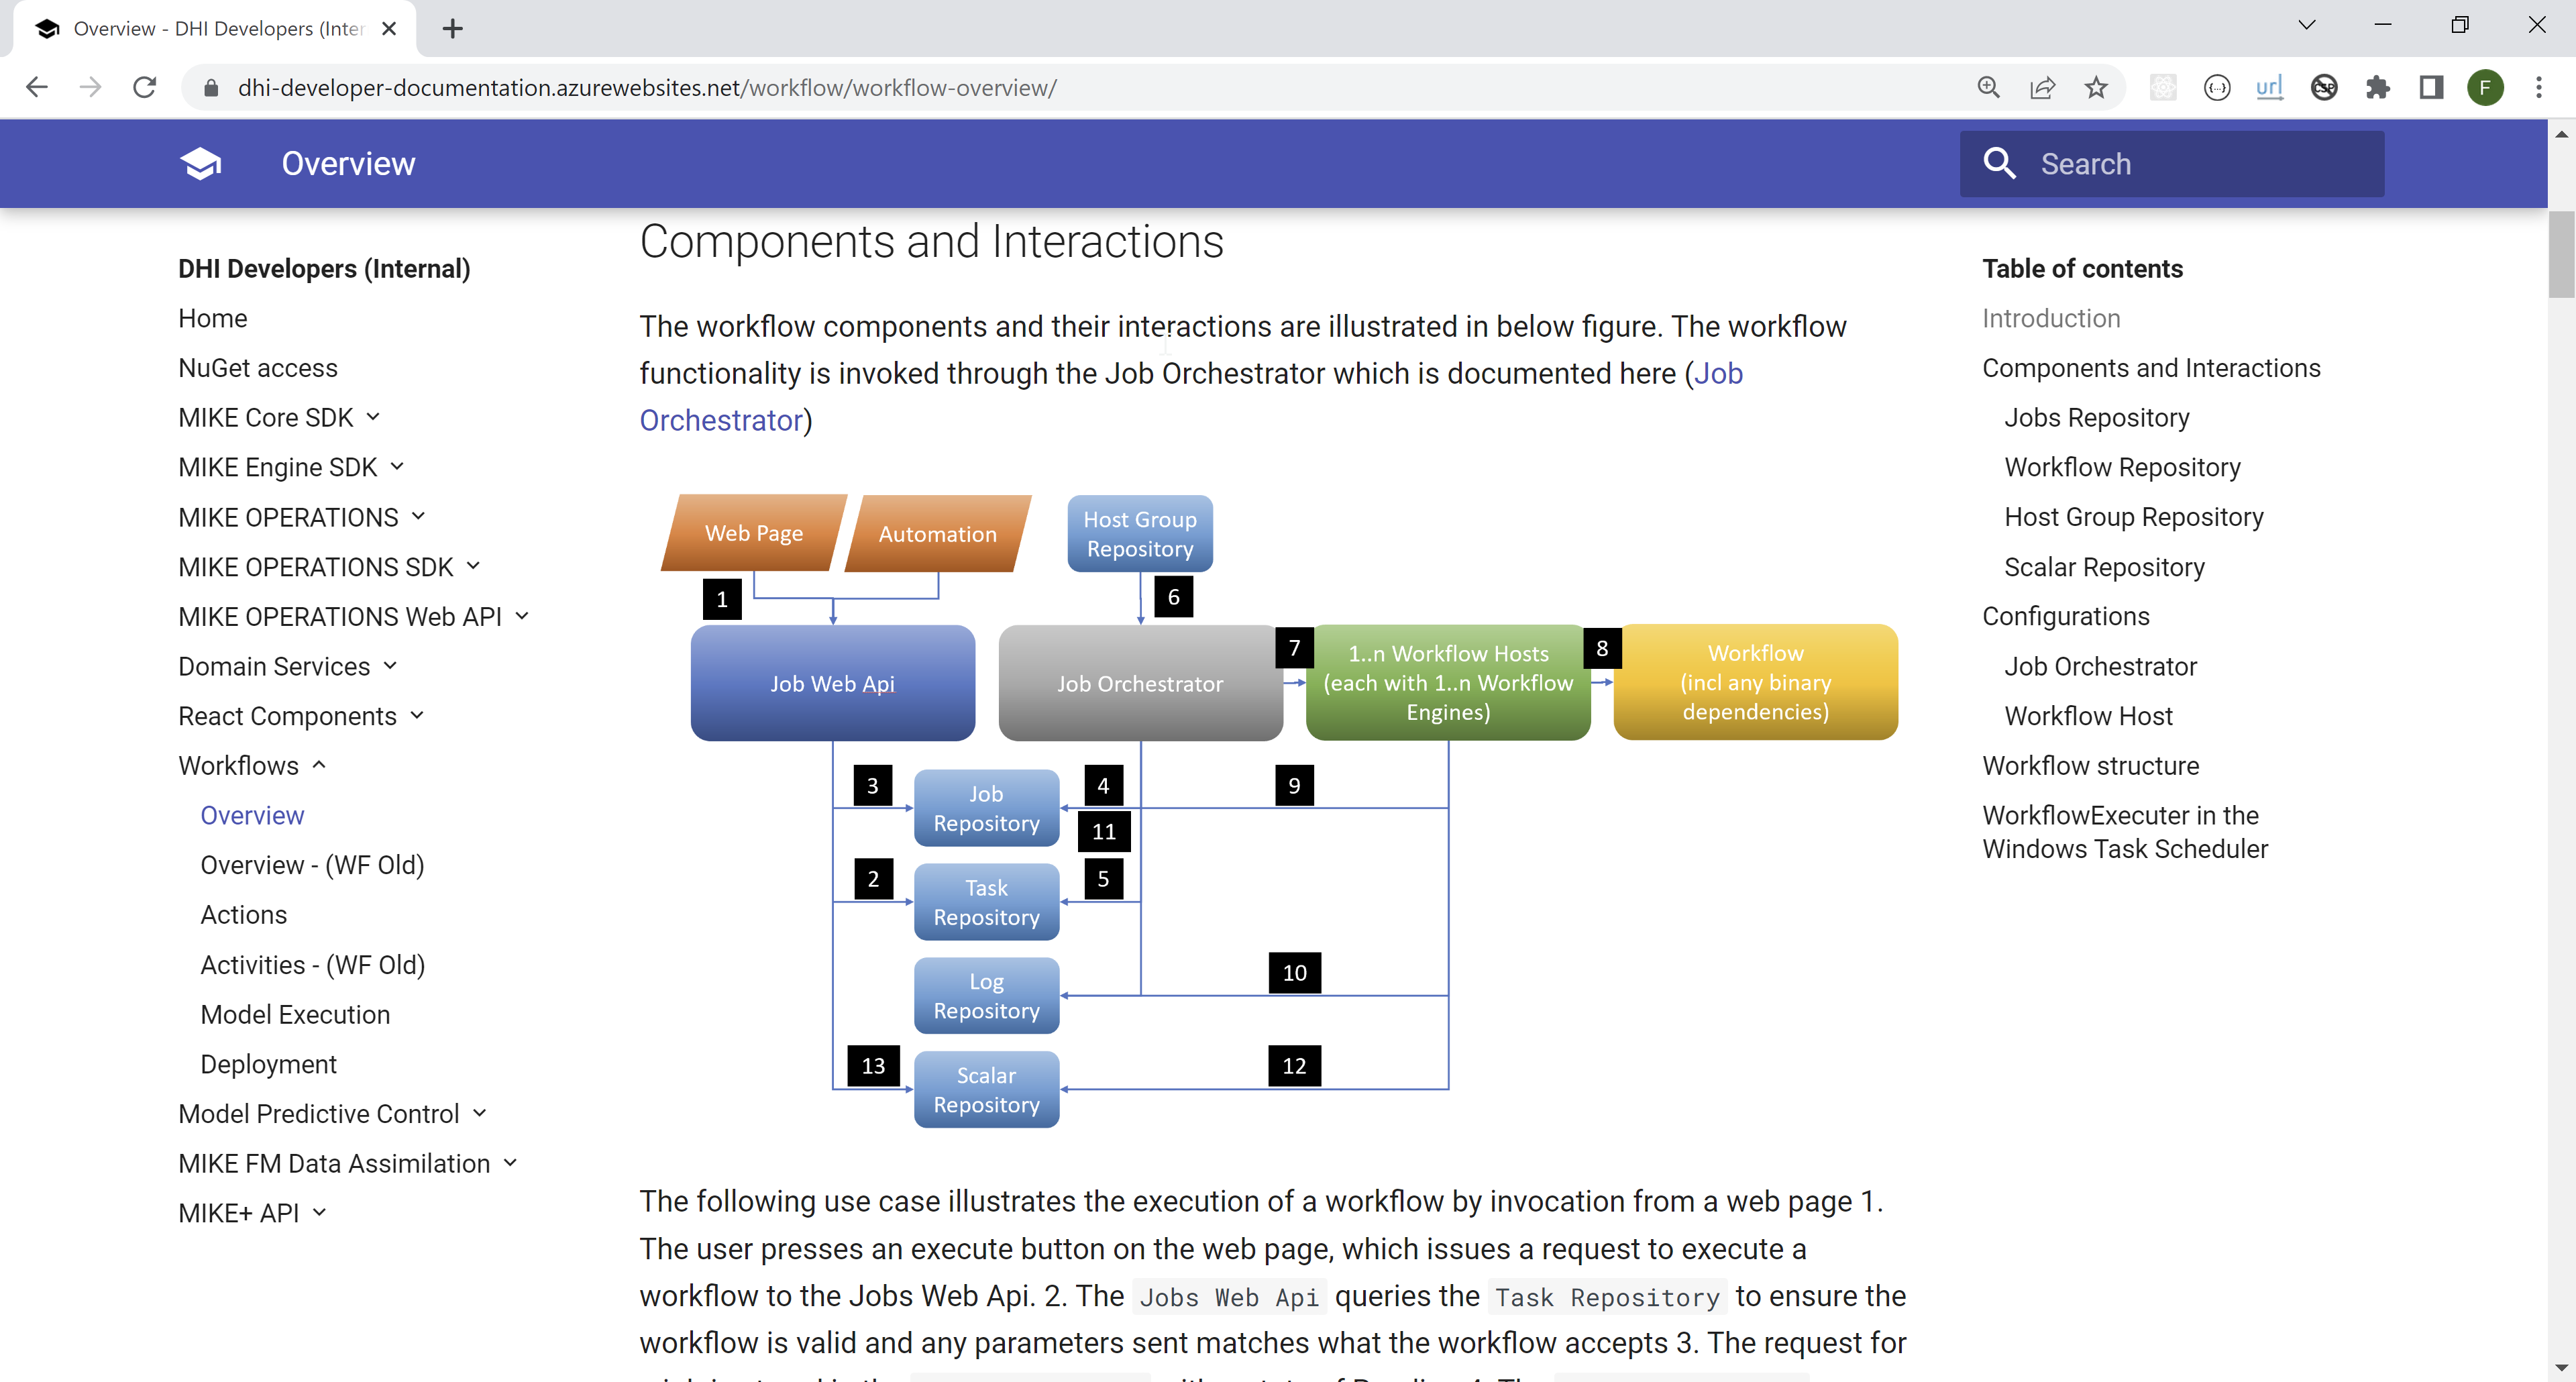 Overview - DHI Developers (Inter
dhi-developer-documentation.azurewebsites.net/workflow/workflow-overview/
url
CSP
F
Overview
Search
DHI Developers (Internal)
Home
NuGet access
MIKE Core SDK
MIKE Engine SDK
MIKE OPERATIONS
MIKE OPERATIONS SDK
MIKE OPERATIONS Web API
Domain Services
React Components
Workflows
Overview
Overview - (WF Old)
Actions
Activities - (WF Old)
Model Execution
Deployment
Model Predictive Control
MIKE FM Data Assimilation
MIKE+ API
Components and Interactions
The workflow components and their interactions are illustrated in below figure. The workflow
functionality is invoked through the Job Orchestrator which is documented here (Job
Orchestrator)
Web Page
Automation
Host Group
Repository
1
6
Job Web Api
Job Orchestrator
7
1..n Workflow Hosts
(each with 1..n Workflow
Engines)
8
Workflow
(incl any binary
dependencies)
3
Job
Repository
4
9
11
2
Task
Repository
5
Log
Repository
10
13
Scalar
Repository
12
The following use case illustrates the execution of a workflow by invocation from a web page 1.
The user presses an execute button on the web page, which issues a request to execute a
workflow to the Jobs Web Api. 2. The Jobs Web Api queries the Task Repository to ensure the
workflow is valid and any parameters sent matches what the workflow accepts 3. The request for
Table of contents
Introduction
Components and Interactions
Jobs Repository
Workflow Repository
Host Group Repository
Scalar Repository
Configurations
Job Orchestrator
Workflow Host
Workflow structure
WorkflowExecuter in the
Windows Task Scheduler